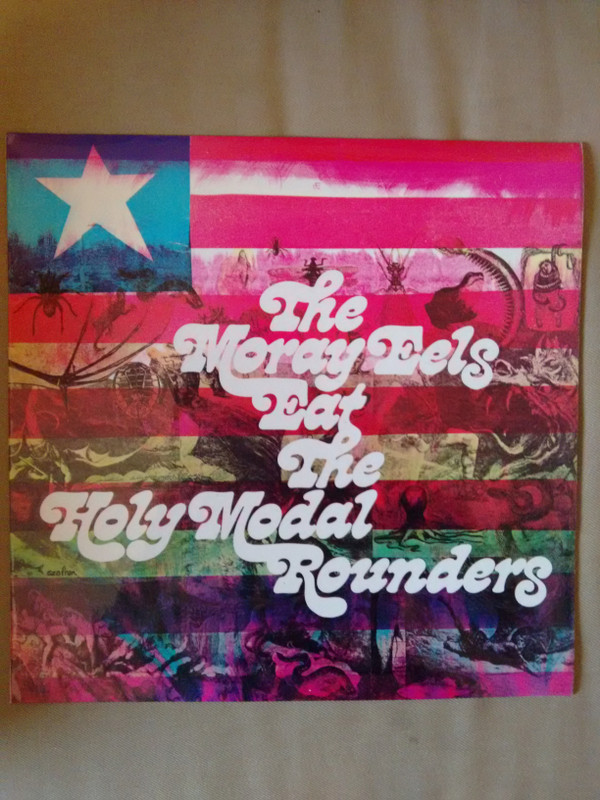 The
Moray Eels
Eat
The
Holy Modal
Rounders